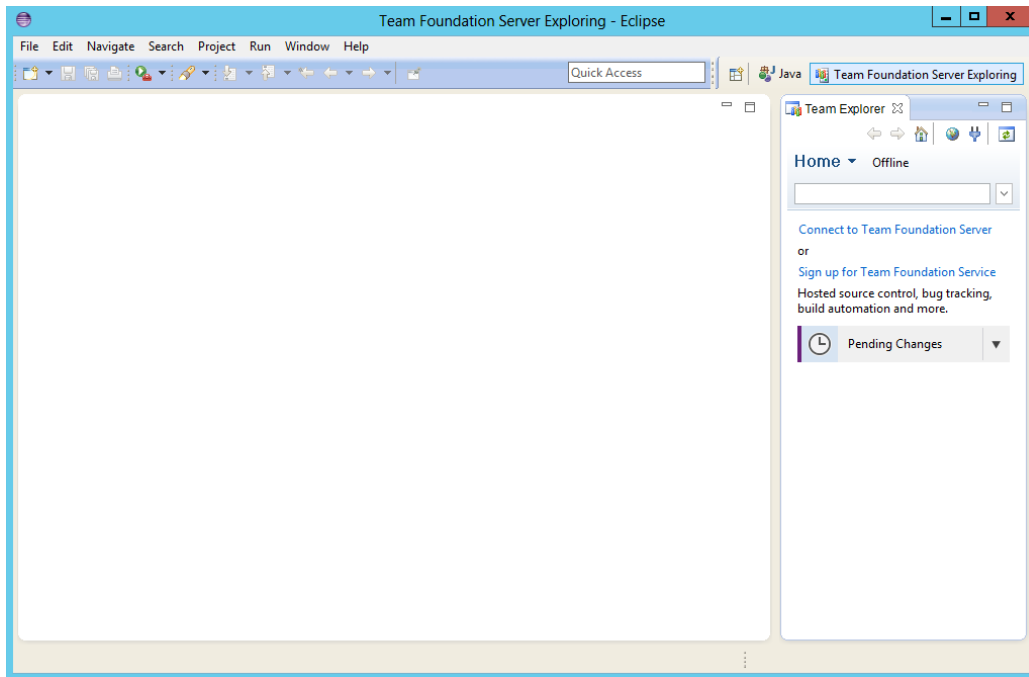 Team Foundation Server Exploring - Eclipse
File Edit Navigate Search Project Run Window Help
Quick Access
Java
Team Foundation Server Exploring
Team Explorer
Home
Offline
Connect to Team Foundation Server
or
Sign up for Team Foundation Service
Hosted source control, bug tracking,
build automation and more.
Pending Changes